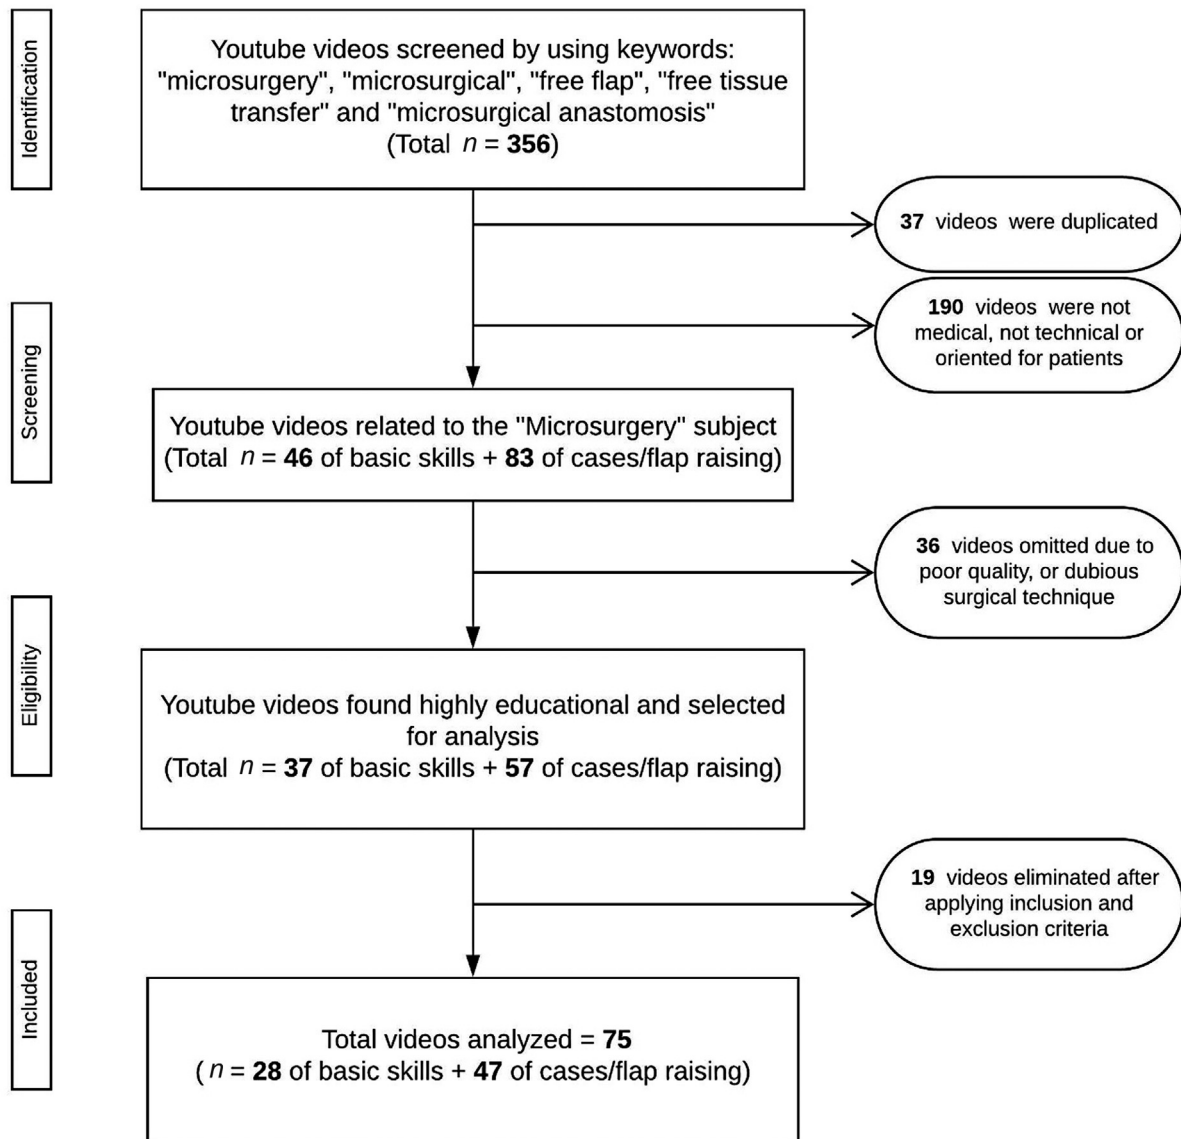 Identification
Youtube videos screened by using keywords:
"microsurgery", "microsurgical", "free flap", "free tissue
transfer" and "microsurgical anastomosis"
(Total n = 356)
37 videos were duplicated
190 videos were not
medical, not technical or
oriented for patients
Screening
Youtube videos related to the "Microsurgery" subject
(Total n = 46 of basic skills + 83 of cases/flap raising)
36 videos omitted due to
poor quality, or dubious
surgical technique
Eligibility
Youtube videos found highly educational and selected
for analysis
(Total n = 37 of basic skills + 57 of cases/flap raising)
19 videos eliminated after
applying inclusion and
exclusion criteria
Included
Total videos analyzed = 75
( n = 28 of basic skills + 47 of cases/flap raising)